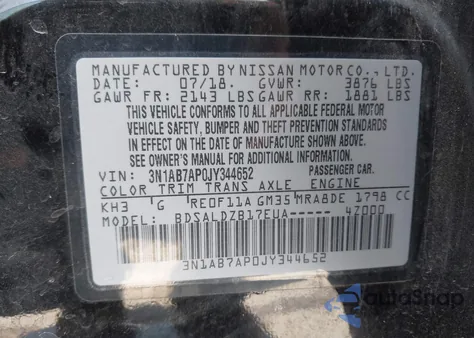 MANUFACTURED BY NISSAN MOTOR CO., LTD.
DATE: 07/18. GVWR: 3876 LBS
GAWR FR: 2143 LBS GAWR RR: 1881 LBS
THIS VEHICLE CONFORMS TO ALL APPLICABLE FEDERAL MOTOR
VEHICLE SAFETY, BUMPER AND THEFT PREVENTION STANDARDS
IN EFFECT ON THE DATE OF MANUFACTURE SHOWN ABOVE.
SEE OWNER'S MANUAL FOR ADDITIONAL INFORMATION.
VIN: 3N1AB7AP0JY344652 PASSENGER CAR.
COLOR TRIM TRANS AXLE ENGINE
KH3 'G RE0F11A GM35 MRA8DE 1798 CC
MODEL: BDSALDZB17EUA----- 4Z000
3N1AB7AP0JY344652
AutoSnap